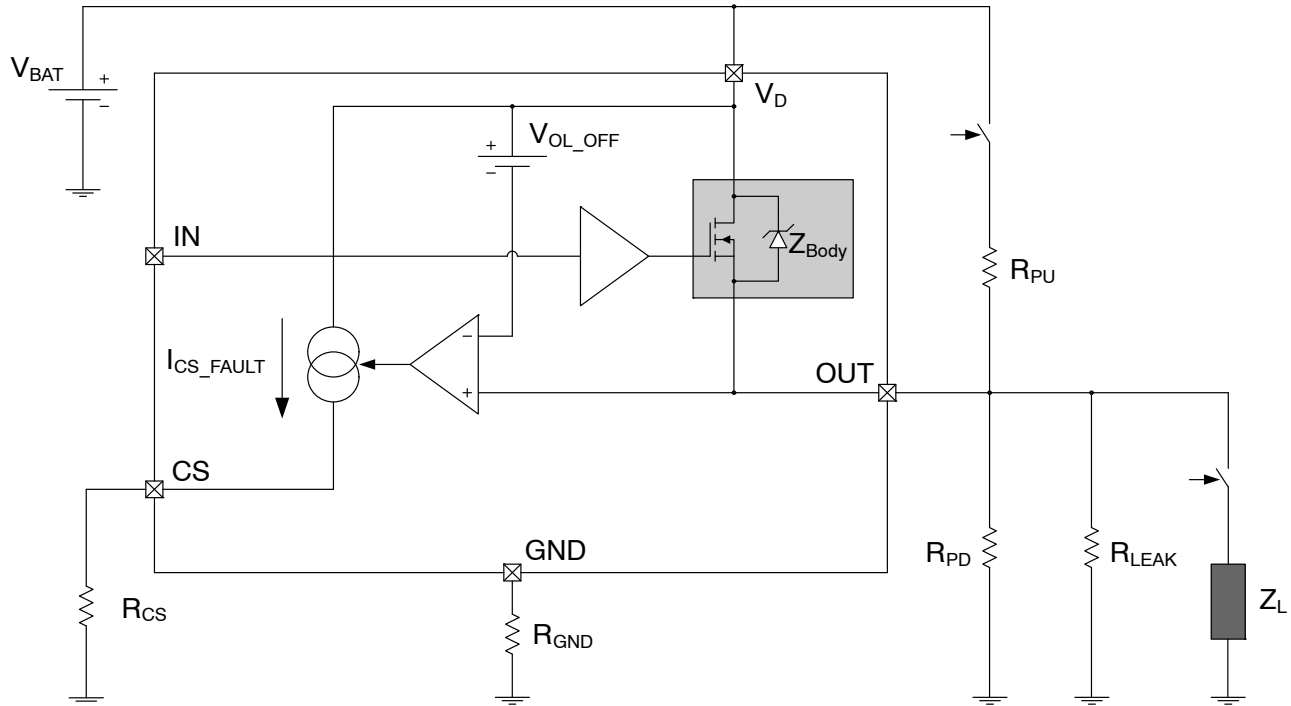 V_BAT
+
−
V_D
+
−
V_OL_OFF
IN
Z_Body
R_PU
I_CS_FAULT
−
+
OUT
CS
GND
R_CS
R_GND
R_PD
R_LEAK
Z_L